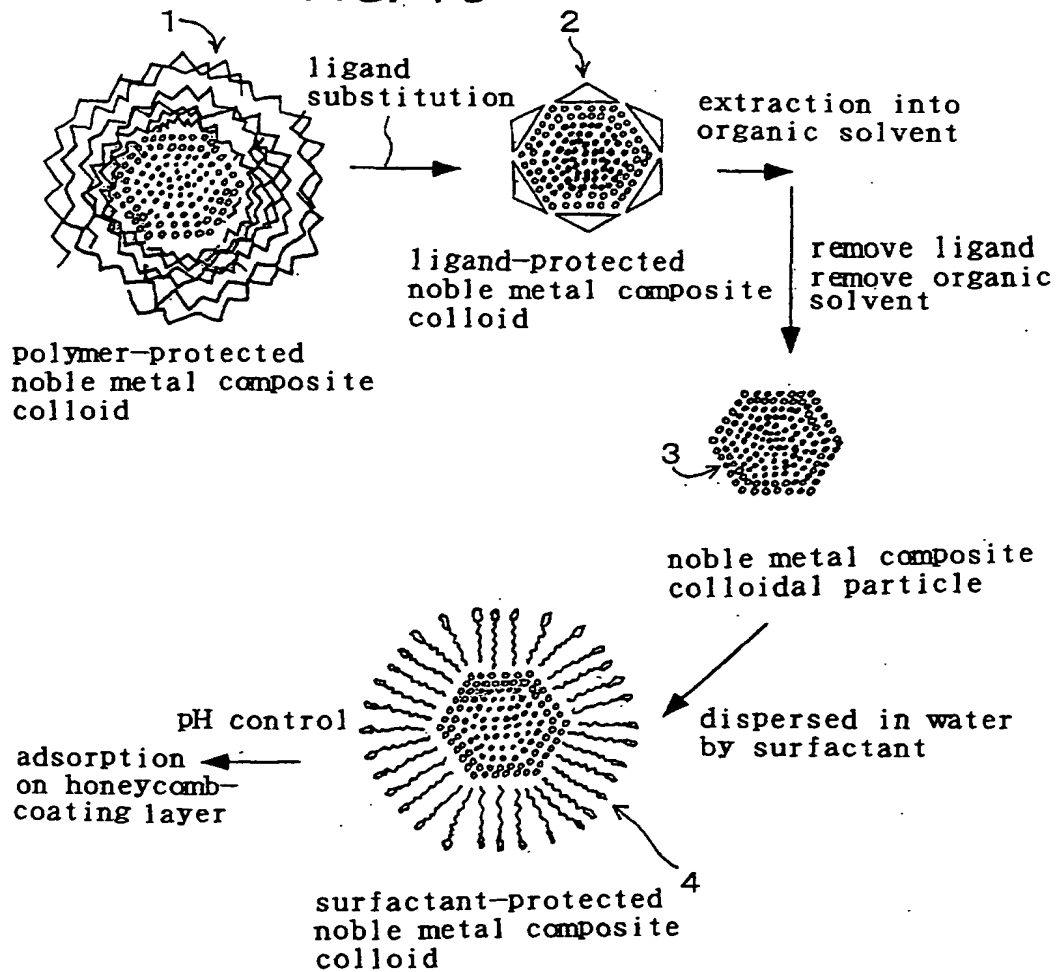 1
ligand
substitution
2
extraction into
organic solvent
ligand-protected
noble metal composite
colloid
remove ligand
remove organic
solvent
polymer-protected
noble metal composite
colloid
3
noble metal composite
colloidal particle
pH control
adsorption
on honeycomb-
coating layer
dispersed in water
by surfactant
4
surfactant-protected
noble metal composite
colloid